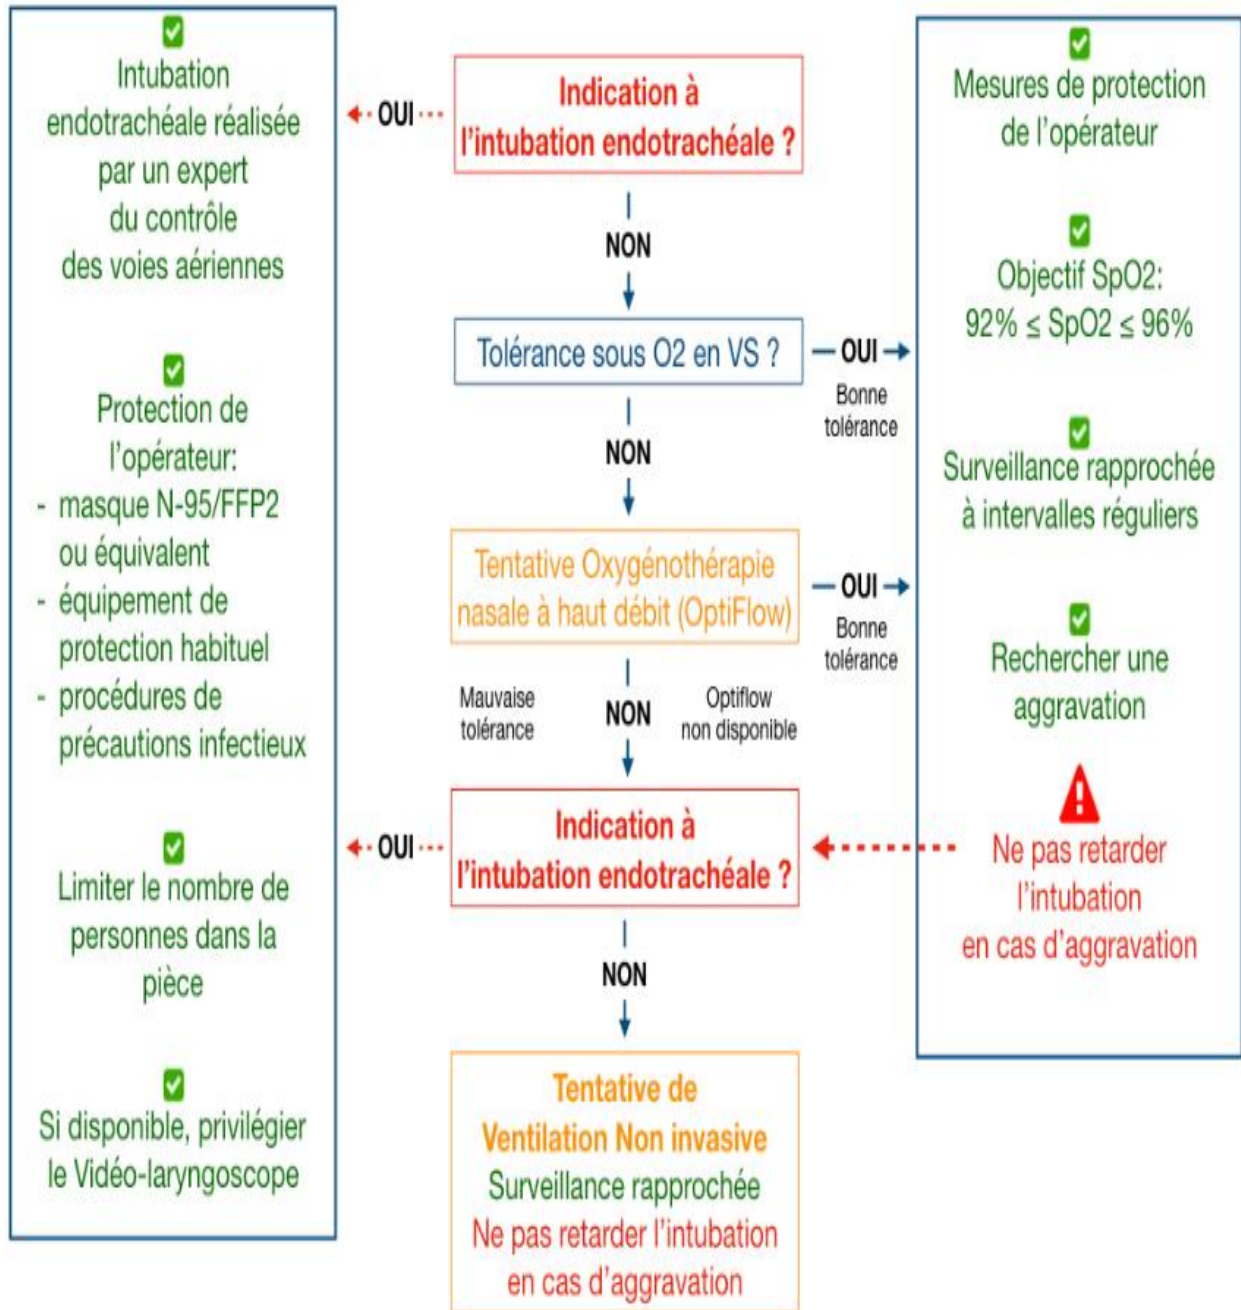 Intubation
endotrachéale réalisée
par un expert
du contrôle
des voies aériennes
Protection de
l'opérateur:
- masque N-95/FFP2
ou équivalent
- équipement de
protection habituel
- procédures de
précautions infectieux
Limiter le nombre de
personnes dans la
pièce
Si disponible, privilégier
le Vidéo-laryngoscope
OUI
Indication à
l'intubation endotrachéale ?
NON
Tolérance sous O2 en VS ?
OUI
Bonne
tolérance
NON
Tentative Oxygénothérapie
nasale à haut débit (OptiFlow)
OUI
Bonne
tolérance
Mauvaise
tolérance
NON
Optiflow
non disponible
OUI
Indication à
l'intubation endotrachéale ?
NON
Tentative de
Ventilation Non invasive
Surveillance rapprochée
Ne pas retarder l'intubation
en cas d'aggravation
Mesures de protection
de l'opérateur
Objectif SpO2:
92% ≤ SpO2 ≤ 96%
Surveillance rapprochée
à intervalles réguliers
Rechercher une
aggravation
Ne pas retarder
l'intubation
en cas d'aggravation